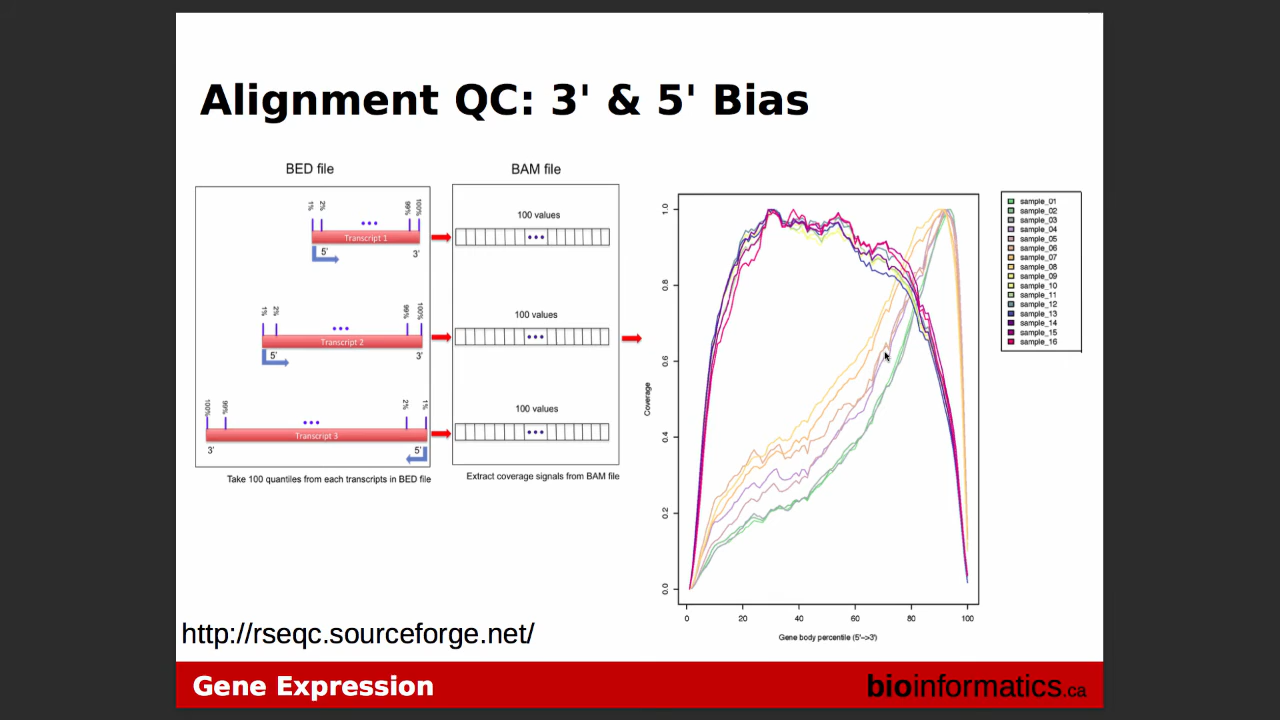 Alignment QC: 3' & 5' Bias
BED file
1% 2% ••• 99% 100%
Transcript 1
5' 3'
1% 2% ••• 99% 100%
Transcript 2
5' 3'
100% 99% ••• 2% 1%
Transcript 3
3' 5'
Take 100 quantiles from each transcripts in BED file
BAM file
100 values
100 values
100 values
Extract coverage signals from BAM file
Coverage
1.0
0.8
0.6
0.4
0.2
0.0
0 20 40 60 80 100
Gene body percentile (5'->3')
sample_01
sample_02
sample_03
sample_04
sample_05
sample_06
sample_07
sample_08
sample_09
sample_10
sample_11
sample_12
sample_13
sample_14
sample_15
sample_16
http://rseqc.sourceforge.net/
Gene Expression
bioinformatics.ca